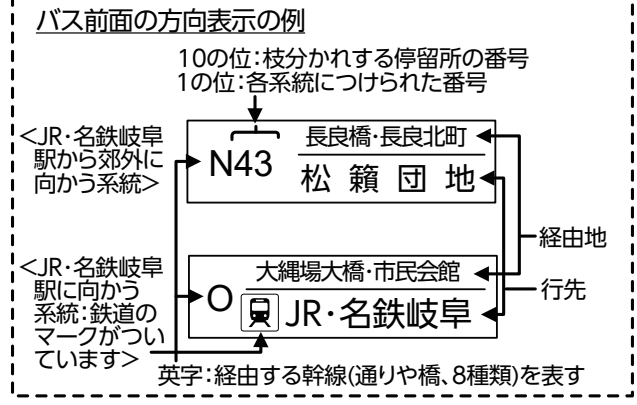 バス前面の方向表示の例
10の位:枝分かれする停留所の番号
1の位:各系統につけられた番号
<JR・名鉄岐阜
駅から郊外に
向かう系統>
N43
長良橋・長良北町
松籟団地
経由地
行先
<JR・名鉄岐阜
駅に向かう
系統:鉄道の
マークがつい
ています>
O
大縄場大橋・市民会館
JR・名鉄岐阜
英字:経由する幹線(通りや橋、8種類)を表す